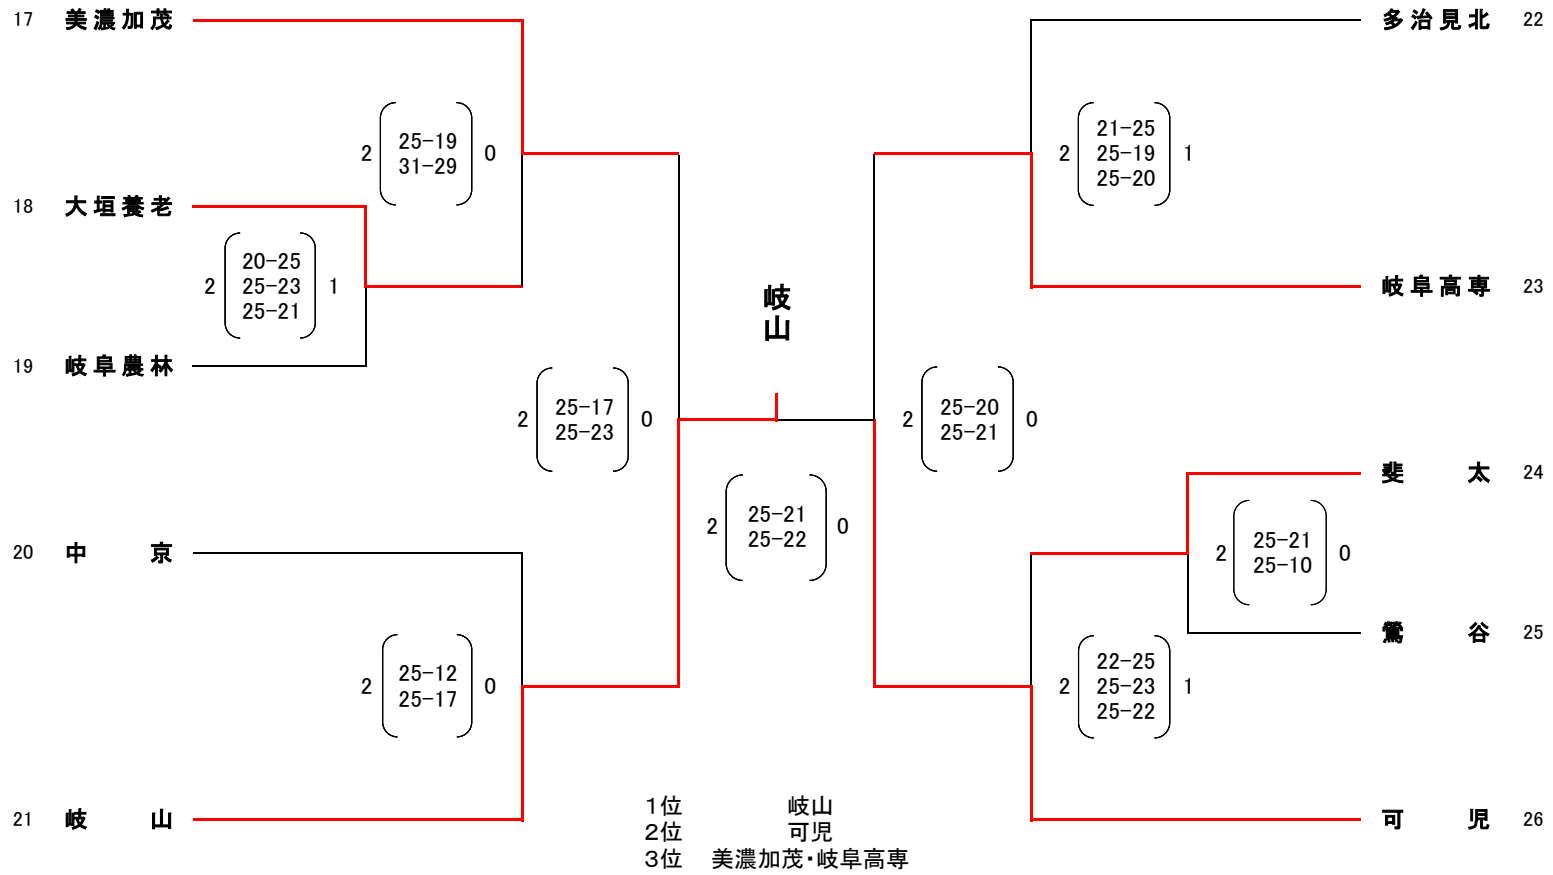 17 美濃加茂
多治見北 22
2 25-19 0
31-29
2 21-25 1
25-19
25-20
18 大垣養老
2 20-25 1
25-23
25-21
岐山
岐阜高専 23
19 岐阜農林
2 25-17 0
25-23
2 25-20 0
25-21
斐太 24
2 25-21 0
25-22
20 中京
2 25-21 0
25-10
鶯谷 25
2 25-12 0
25-17
2 22-25 1
25-23
25-22
21 岐山
可児 26
1位 岐山
2位 可児
3位 美濃加茂・岐阜高専